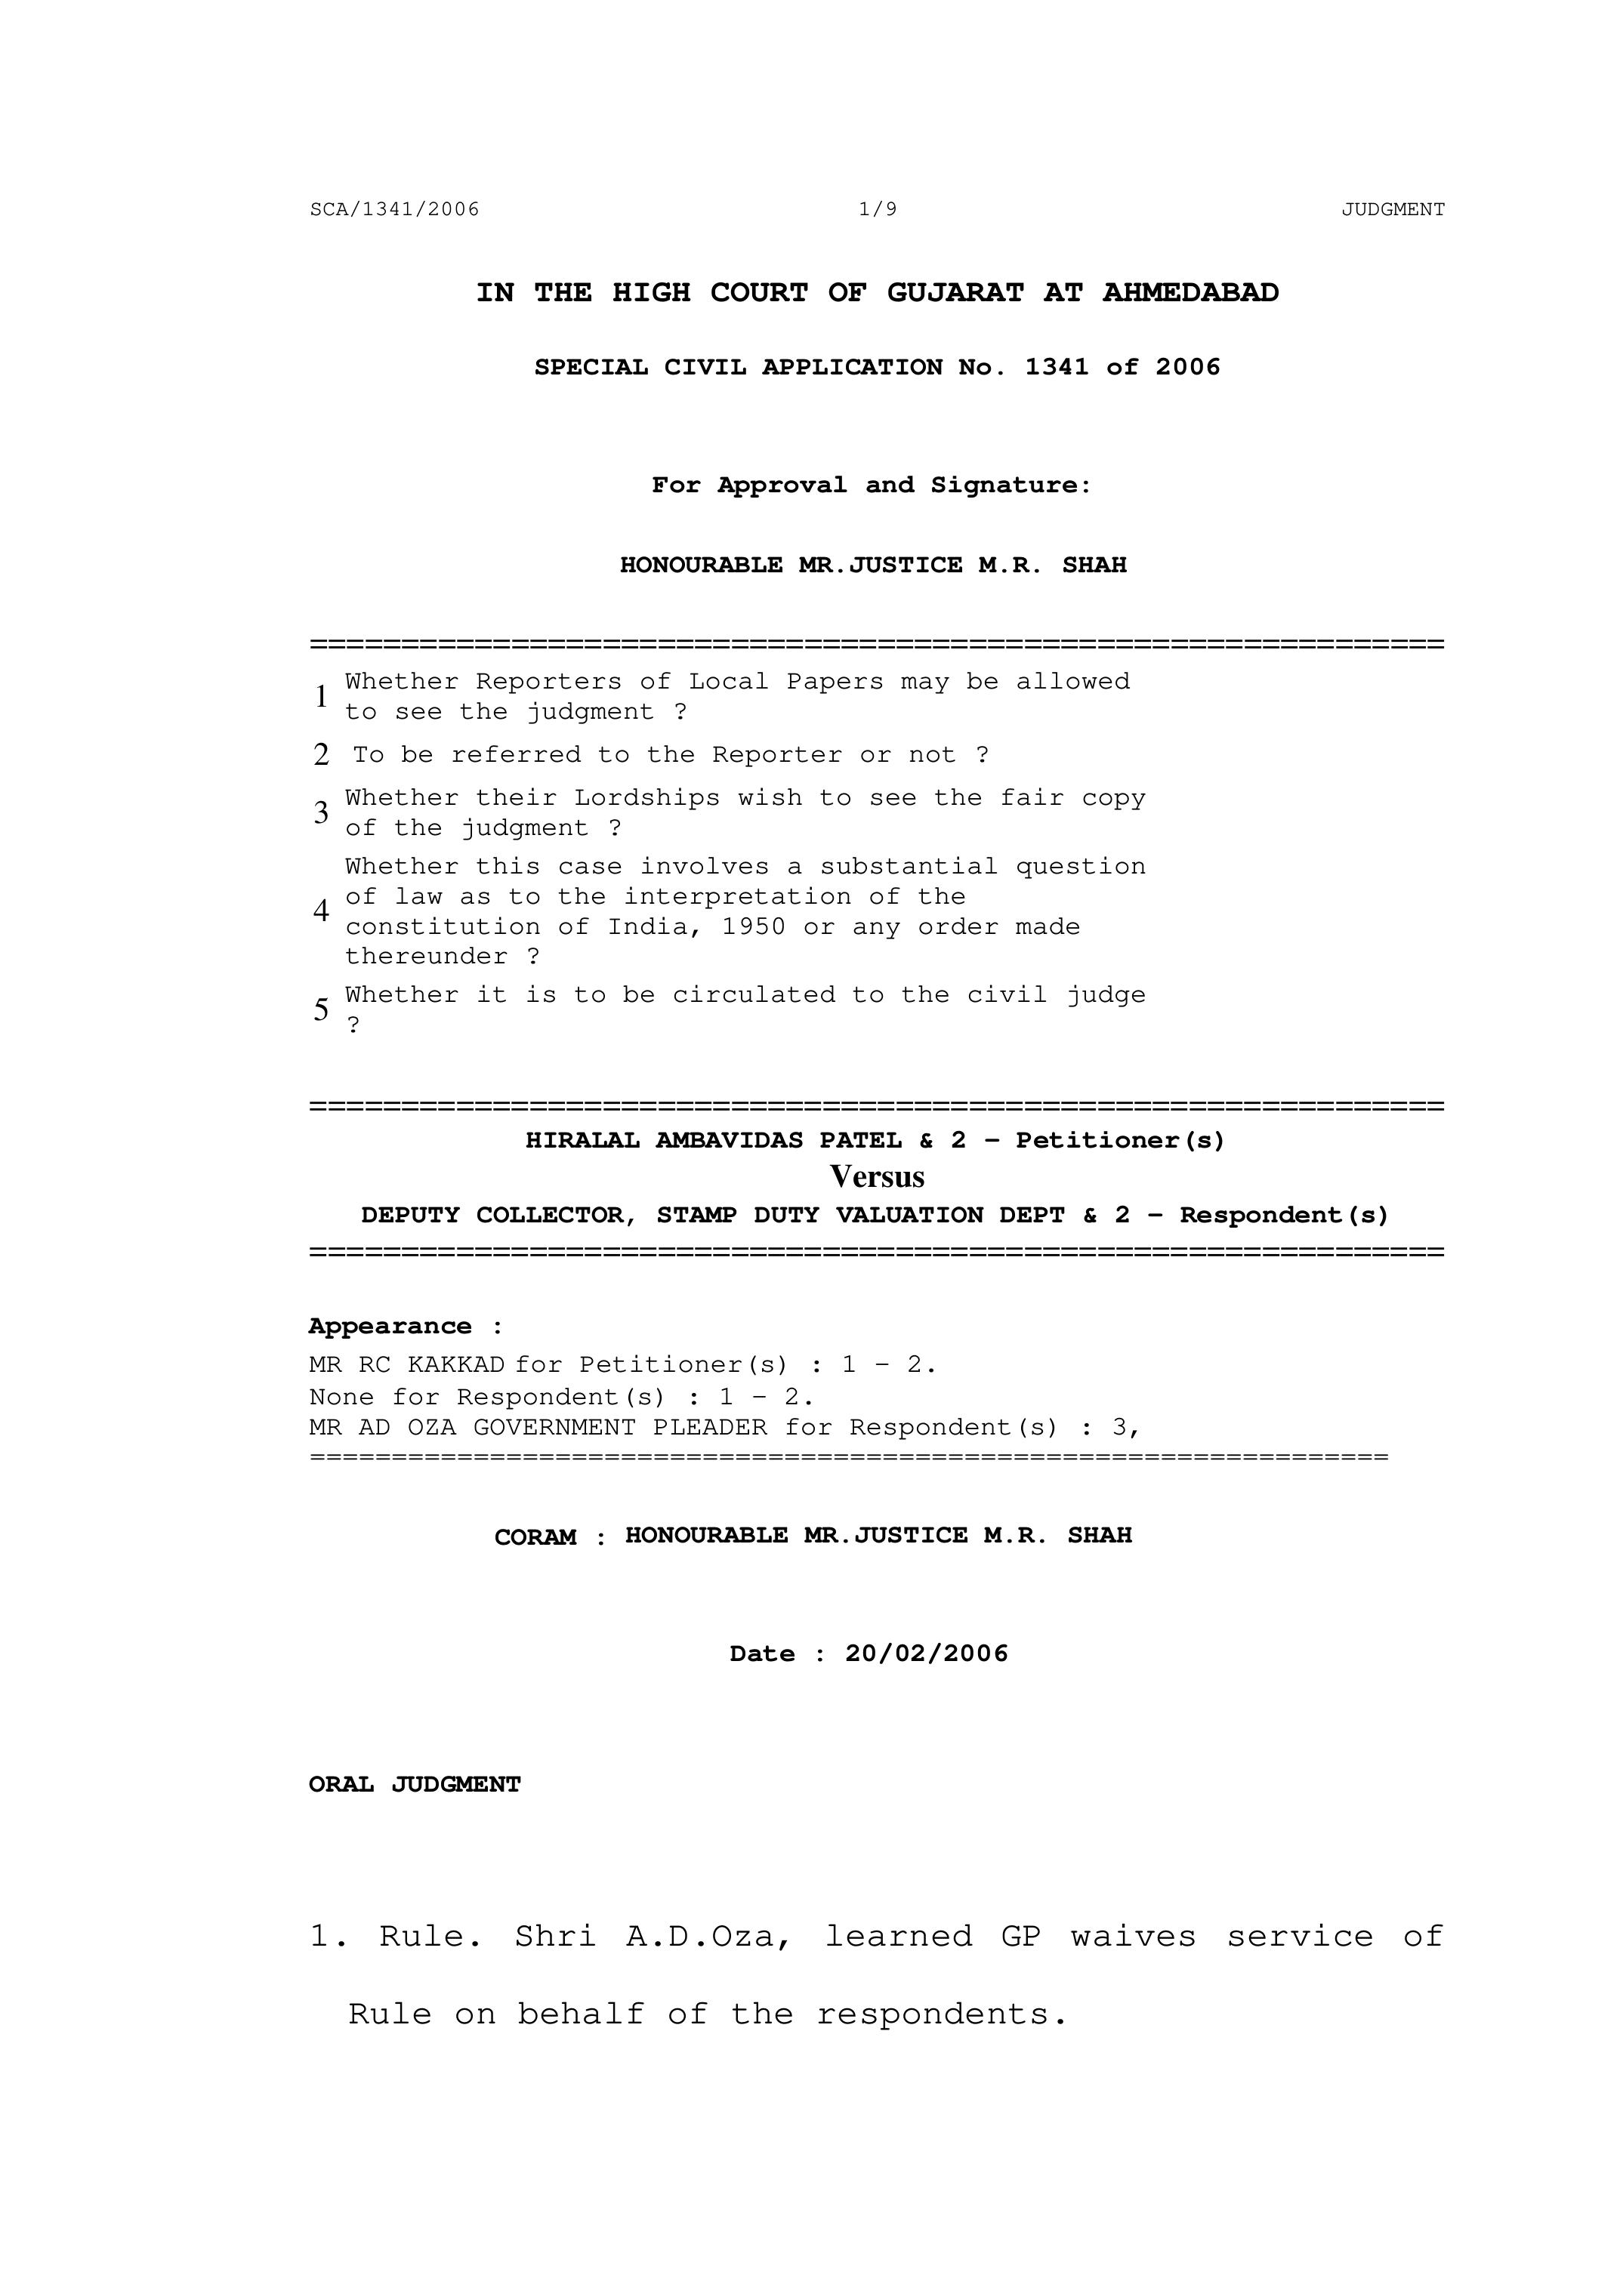 SCA/1341/2006 1/9 JUDGMENT
IN THE HIGH COURT OF GUJARAT AT AHMEDABAD
SPECIAL CIVIL APPLICATION No. 1341 of 2006
For Approval and Signature:
HONOURABLE MR.JUSTICE M.R. SHAH
==============================================================
1 Whether Reporters of Local Papers may be allowed
to see the judgment ?
2 To be referred to the Reporter or not ?
3 Whether their Lordships wish to see the fair copy
of the judgment ?
4 Whether this case involves a substantial question
of law as to the interpretation of the
constitution of India, 1950 or any order made
thereunder ?
5 Whether it is to be circulated to the civil judge
?
==============================================================
HIRALAL AMBAVIDAS PATEL & 2 - Petitioner(s)
Versus
DEPUTY COLLECTOR, STAMP DUTY VALUATION DEPT & 2 - Respondent(s)
==============================================================
Appearance :
MR RC KAKKAD for Petitioner(s) : 1 - 2.
None for Respondent(s) : 1 - 2.
MR AD OZA GOVERNMENT PLEADER for Respondent(s) : 3,
==================================================================
CORAM : HONOURABLE MR.JUSTICE M.R. SHAH
Date : 20/02/2006
ORAL JUDGMENT
1. Rule. Shri A.D.Oza, learned GP waives service of
Rule on behalf of the respondents.